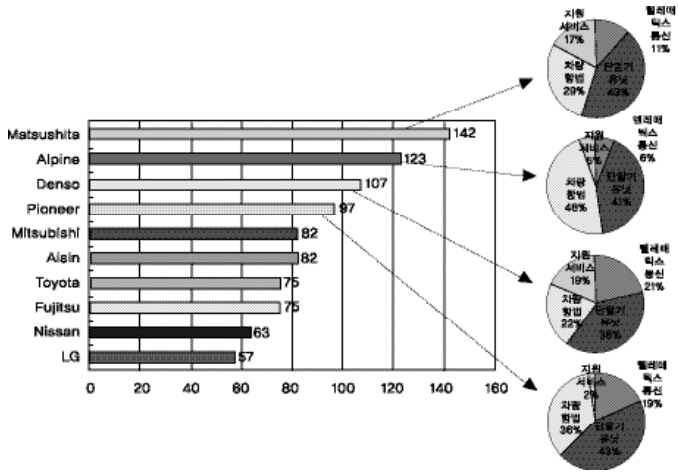 지원
서비스
17%
텔레매
틱스
통신
11%
차량
항법
29%
단말기
유닛
43%
Matsushita
142
Alpine
123
Denso
107
Pioneer
97
Mitsubishi
82
Aisin
82
Toyota
75
Fujitsu
75
Nissan
63
LG
57
0 20 40 60 80 100 120 140 160
지원
서비스
5%
텔레매
틱스
통신
6%
차량
항법
48%
단말기
유닛
41%
지원
서비스
19%
텔레매
틱스
통신
21%
차량
항법
22%
단말기
유닛
38%
지원
서비스
2%
텔레매
틱스
통신
19%
차량
항법
36%
단말기
유닛
43%